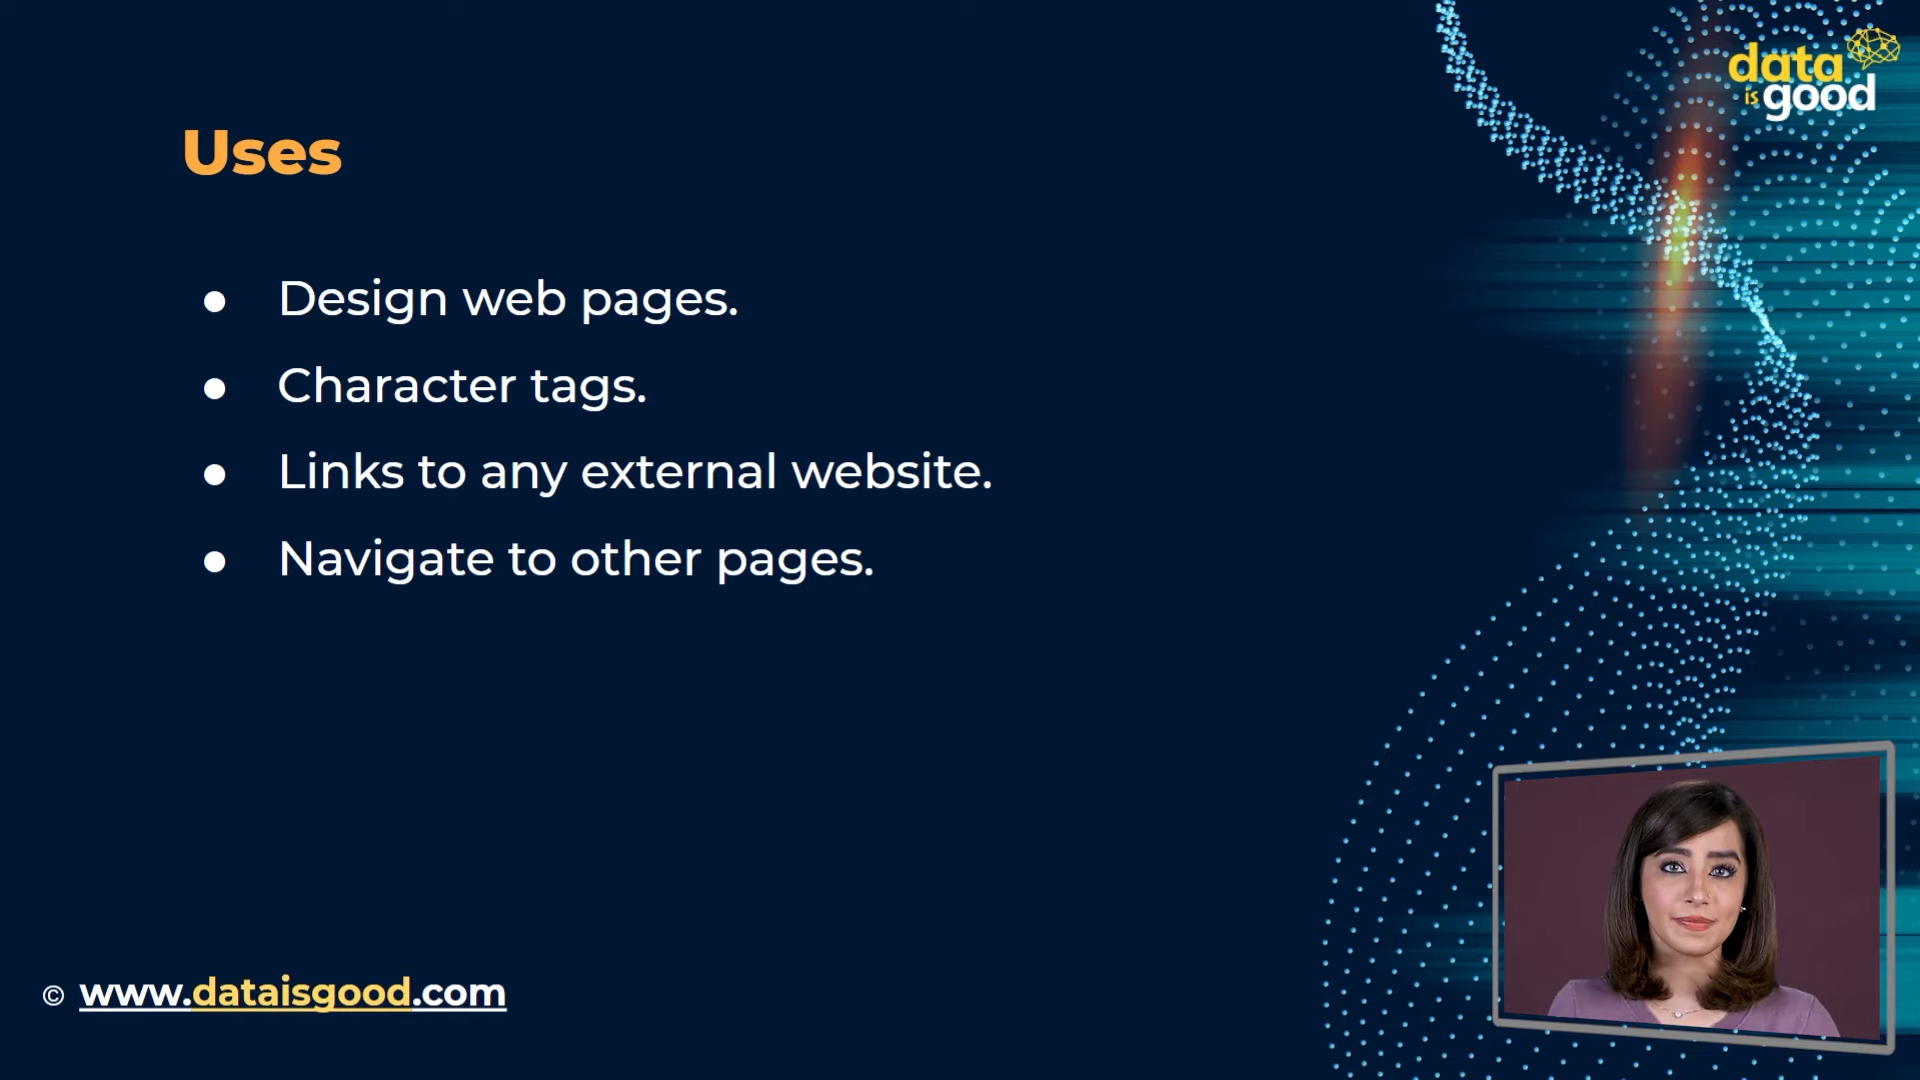 data
is good
Uses
● Design web pages.
● Character tags.
● Links to any external website.
● Navigate to other pages.
© www.dataisgood.com